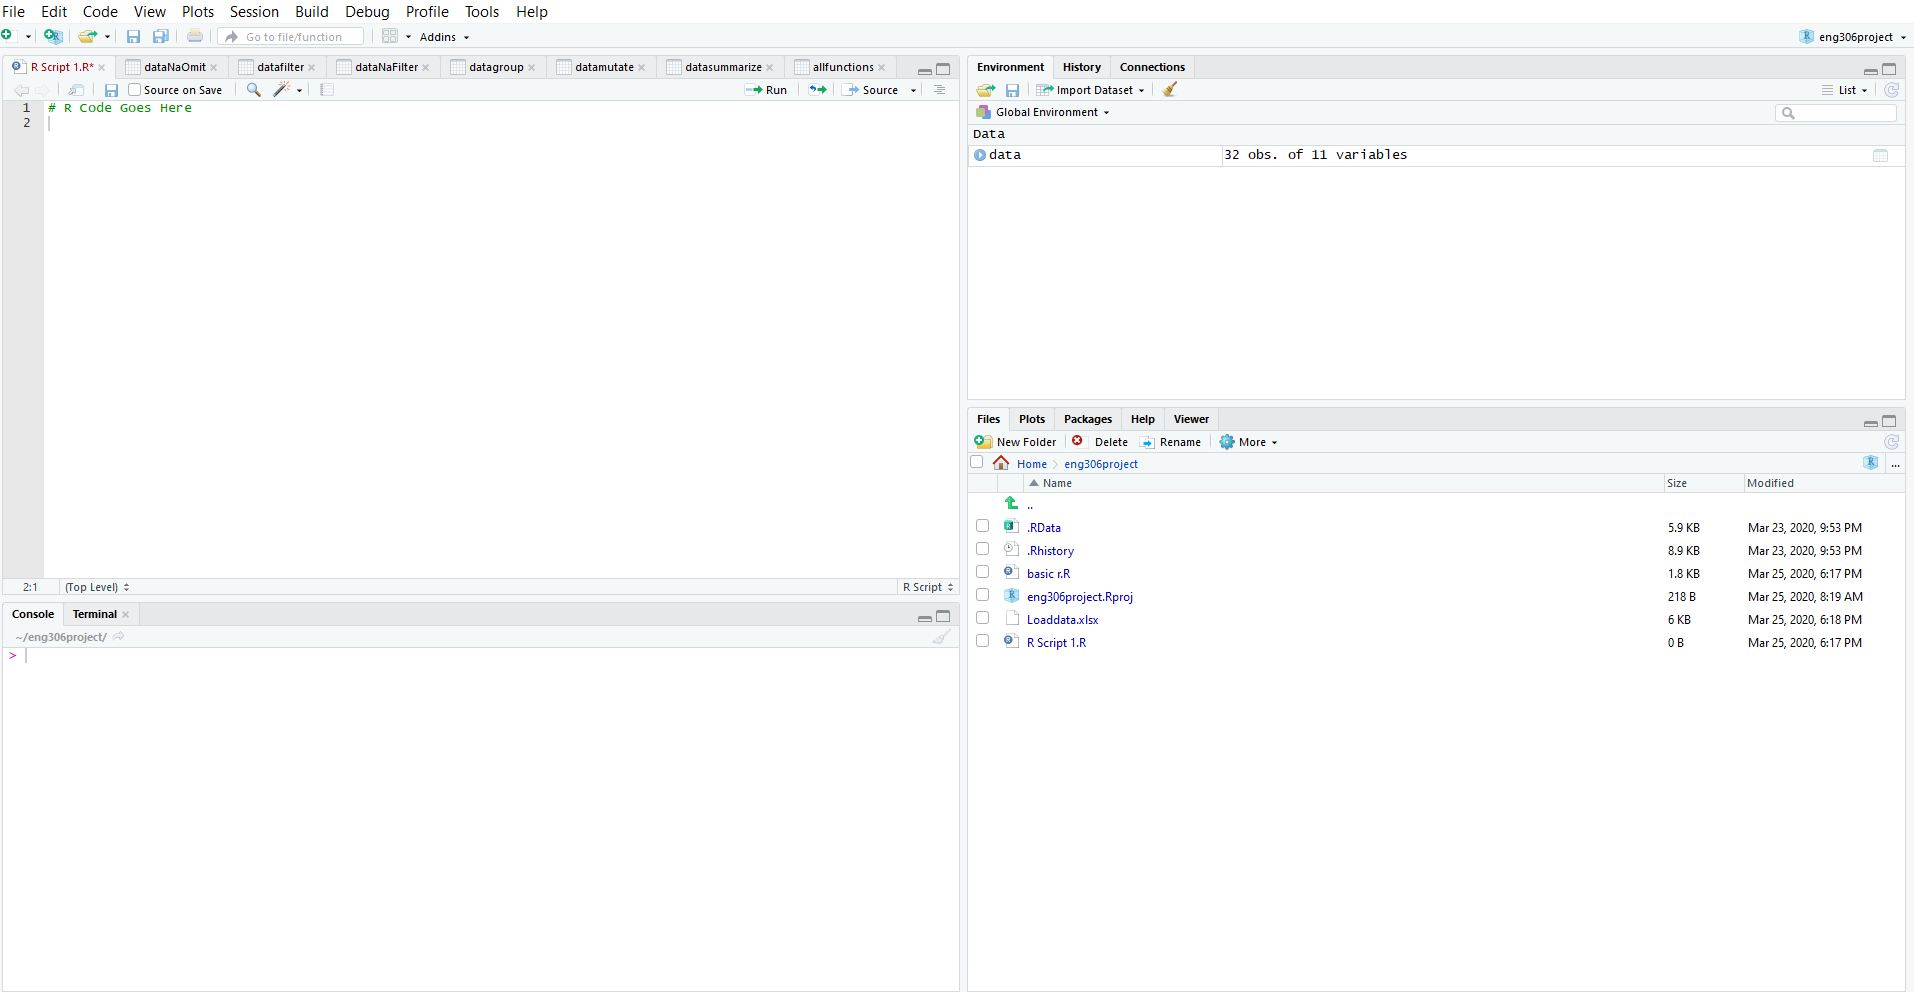 File Edit Code View Plots Session Build Debug Profile Tools Help
Go to file/function Addins eng306project
R Script 1.R* dataNaOmit datafilter dataNaFilter datagroup datamutate datasummarize allfunctions
Source on Save Run Source
1 # R Code Goes Here
2
2:1 (Top Level) R Script
Console Terminal
~/eng306project/
>
Environment History Connections
Import Dataset List
Global Environment
Data
data 32 obs. of 11 variables
Files Plots Packages Help Viewer
New Folder Delete Rename More
Home eng306project ...
Name Size Modified
..
.RData 5.9 KB Mar 23, 2020, 9:53 PM
.Rhistory 8.9 KB Mar 23, 2020, 9:53 PM
basic r.R 1.8 KB Mar 25, 2020, 6:17 PM
eng306project.Rproj 218 B Mar 25, 2020, 8:19 AM
Loaddata.xlsx 6 KB Mar 25, 2020, 6:18 PM
R Script 1.R 0 B Mar 25, 2020, 6:17 PM